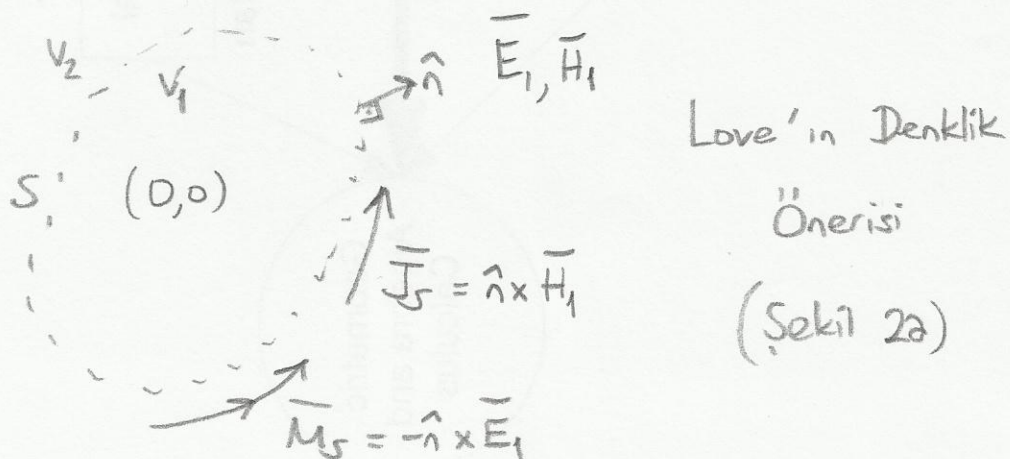 V₂
V₁
n̂
E̅₁, H̅₁
S
(0,0)
J̅ₛ = n̂ x H̅₁
M̅ₛ = -n̂ x E̅₁
Love'ın Denklik
Önerisi
(Şekil 2a)